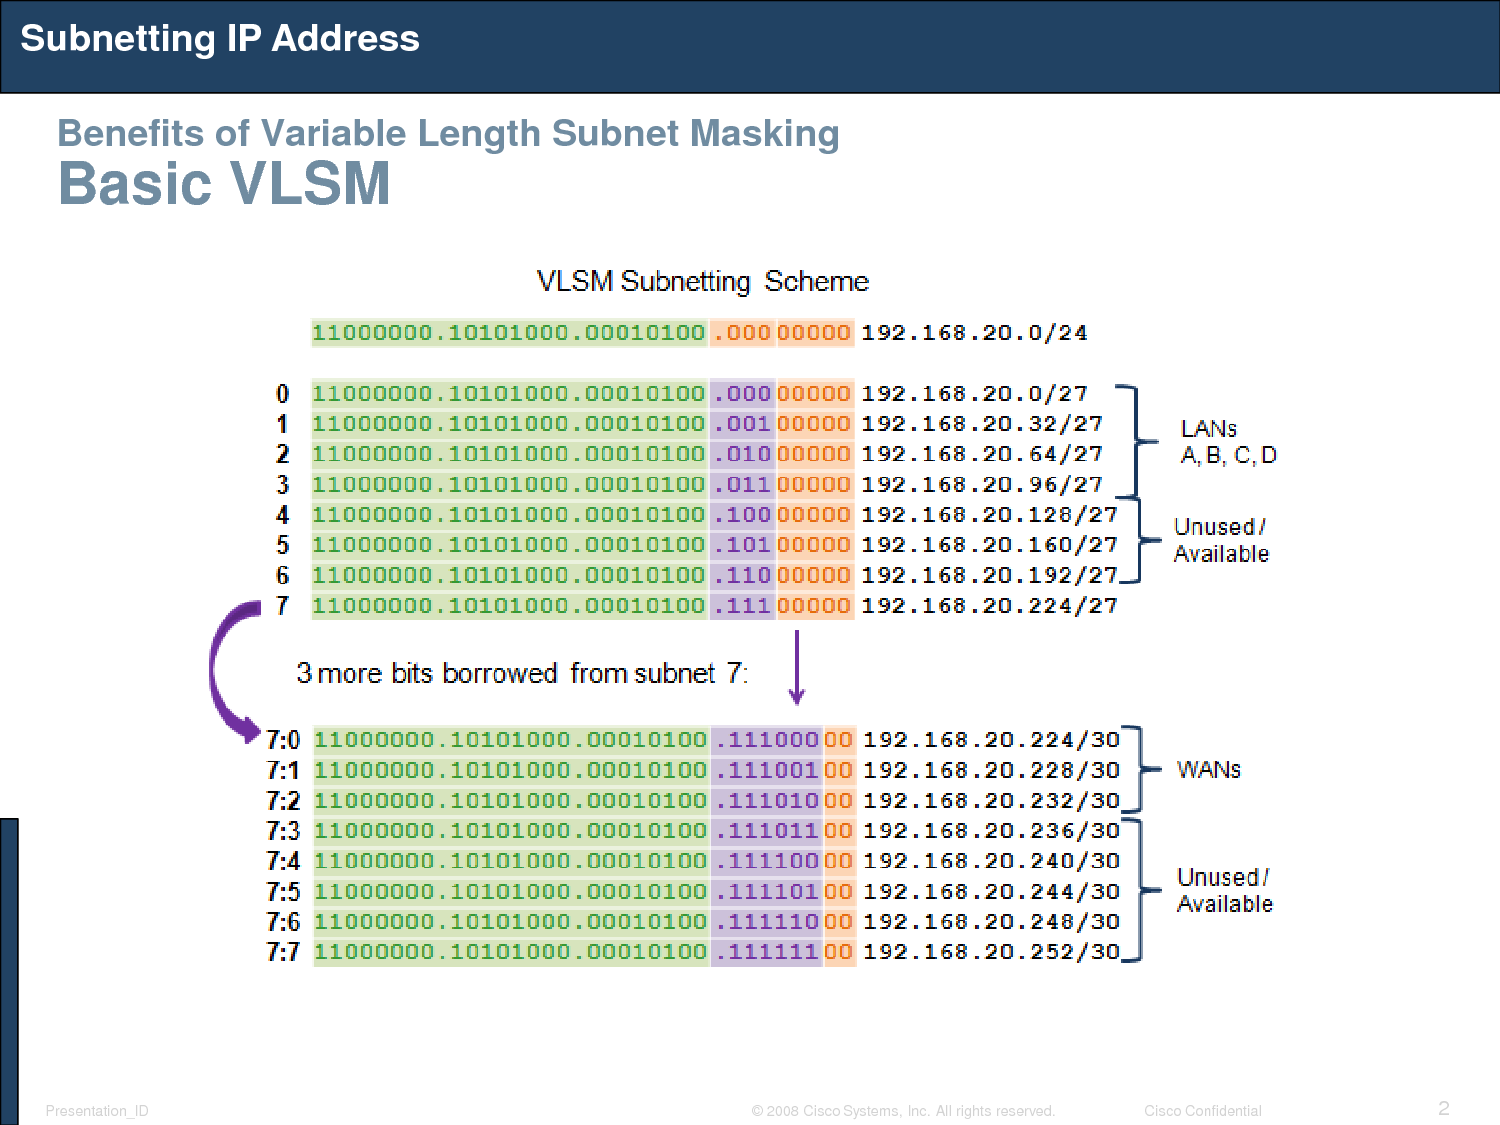 Subnetting IP Address
Benefits of Variable Length Subnet Masking
Basic VLSM
VLSM Subnetting Scheme
11000000.10101000.00010100 .000 00000 192.168.20.0/24
0 11000000.10101000.00010100 .000 00000 192.168.20.0/27
1 11000000.10101000.00010100 .001 00000 192.168.20.32/27
2 11000000.10101000.00010100 .010 00000 192.168.20.64/27
3 11000000.10101000.00010100 .011 00000 192.168.20.96/27
LANs
A, B, C, D
4 11000000.10101000.00010100 .100 00000 192.168.20.128/27
5 11000000.10101000.00010100 .101 00000 192.168.20.160/27
6 11000000.10101000.00010100 .110 00000 192.168.20.192/27
Unused /
Available
7 11000000.10101000.00010100 .111 00000 192.168.20.224/27
3 more bits borrowed from subnet 7:
7:0 11000000.10101000.00010100 .111000 00 192.168.20.224/30
7:1 11000000.10101000.00010100 .111001 00 192.168.20.228/30
7:2 11000000.10101000.00010100 .111010 00 192.168.20.232/30
WANs
7:3 11000000.10101000.00010100 .111011 00 192.168.20.236/30
7:4 11000000.10101000.00010100 .111100 00 192.168.20.240/30
7:5 11000000.10101000.00010100 .111101 00 192.168.20.244/30
7:6 11000000.10101000.00010100 .111110 00 192.168.20.248/30
7:7 11000000.10101000.00010100 .111111 00 192.168.20.252/30
Unused /
Available
Presentation_ID © 2008 Cisco Systems, Inc. All rights reserved. Cisco Confidential 2